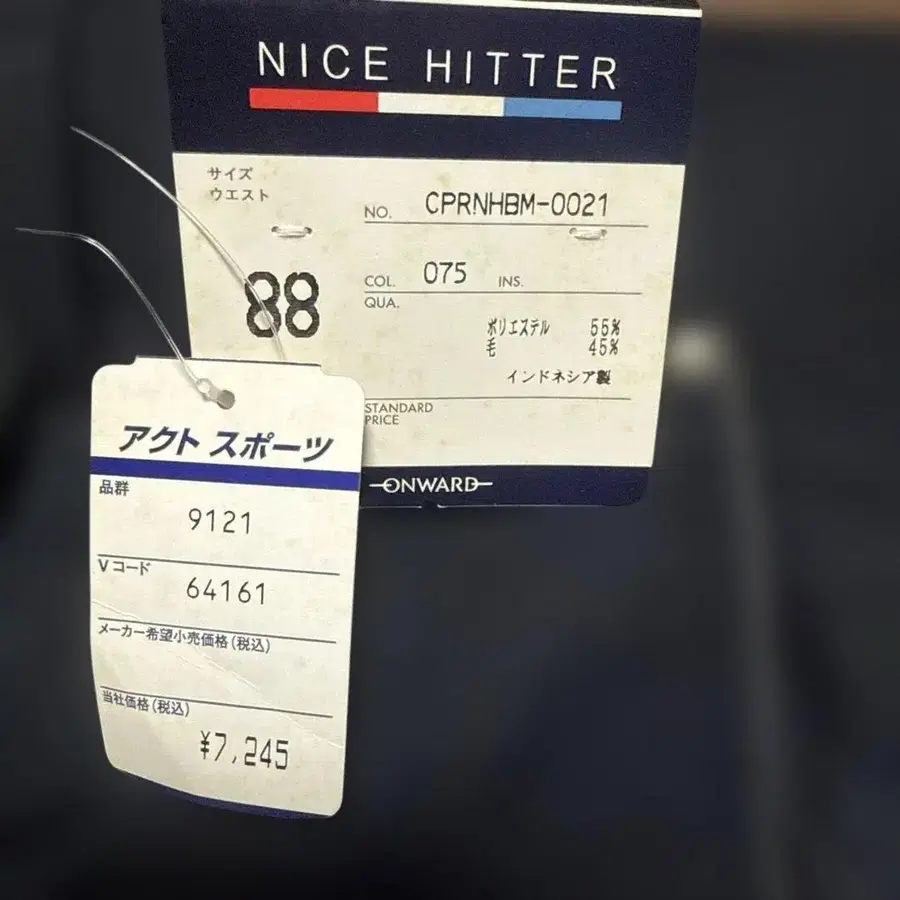 NICE HITTER
サイズ
ウエスト
88
NO. CPRNHBM-0021
COL. 075 INS.
QUA.
ポリエステル 55%
毛 45%
インドネシア製
STANDARD
PRICE
ONWARD
アクト スポーツ
品群
9121
Vコード
64161
メーカー希望小売価格(税込)
当社価格(税込)
¥7,245